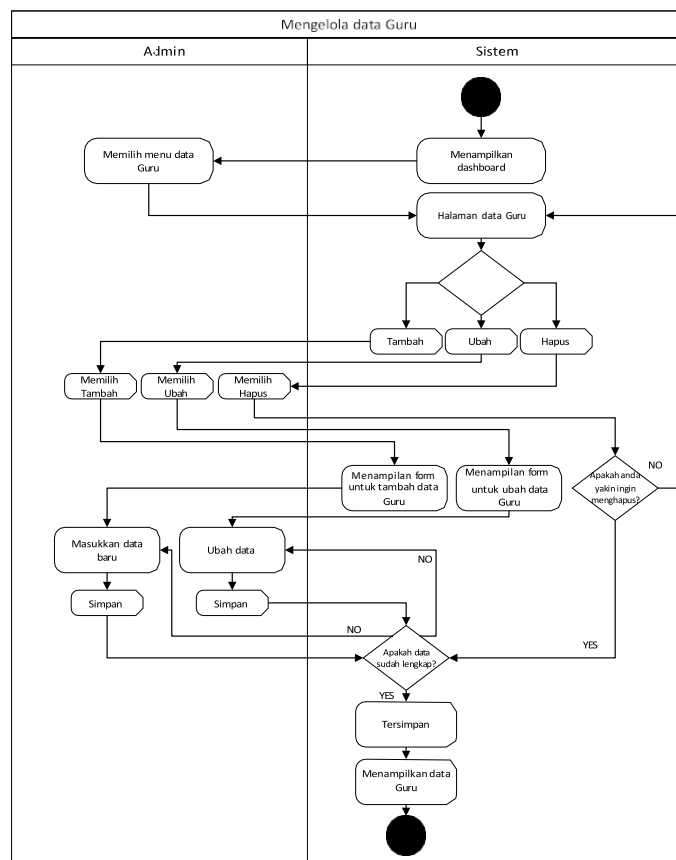 Mengelola data Guru
Admin
Sistem
Memilih menu data
Guru
Menampilkan
dashboard
Halaman data Guru
Tambah
Ubah
Hapus
Memilih
Tambah
Memilih
Ubah
Memilih
Hapus
Menampilan form
untuk tambah data
Guru
Menampilan form
untuk ubah data
Guru
Apakah anda
yakin ingin
menghapus?
NO
Masukkan data
baru
Ubah data
NO
Simpan
Simpan
NO
YES
Apakah data
sudah lengkap?
YES
Tersimpan
Menampilkan data
Guru